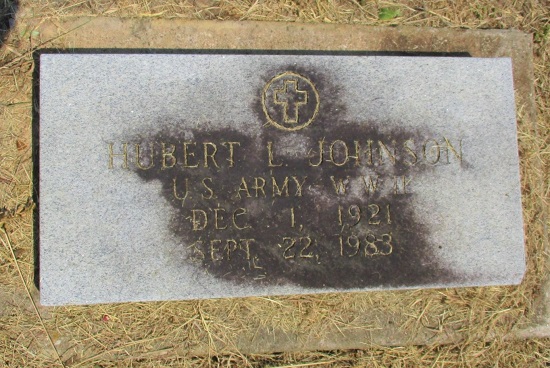 HUBERT L. JOHNSON
U.S. ARMY W.W.II
DEC. 1, 1921
SEPT. 22, 1983